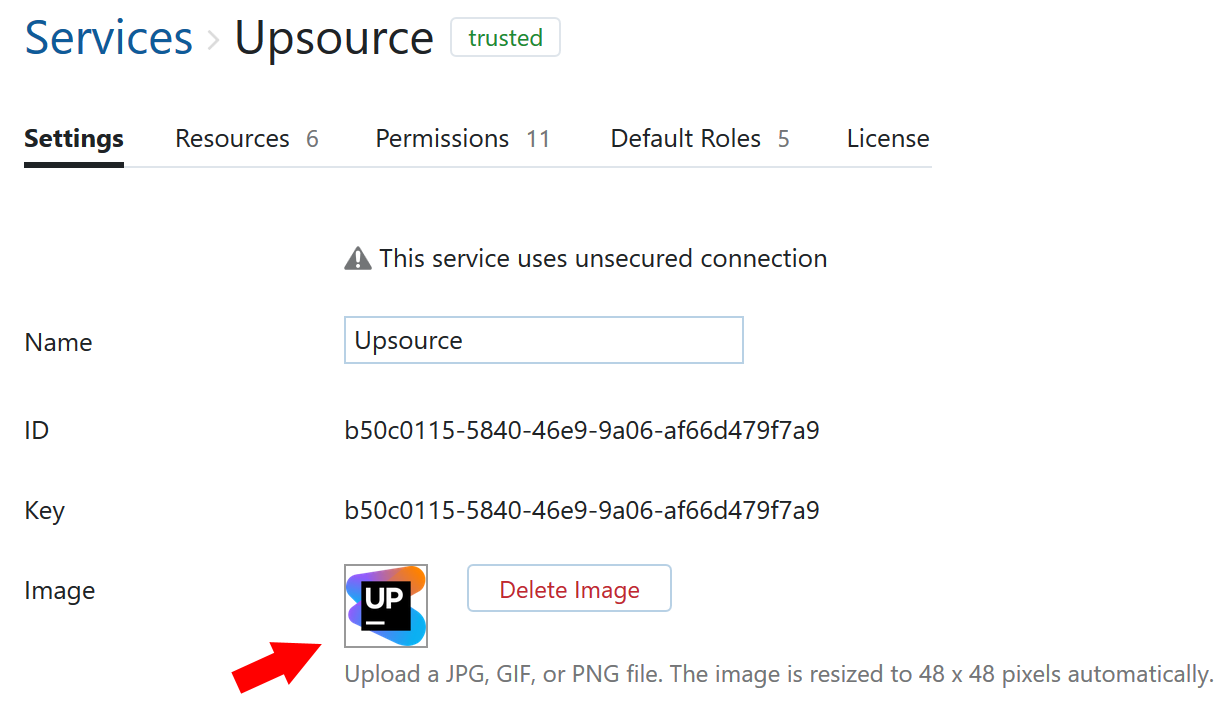 Services > Upsource trusted
Settings Resources 6 Permissions 11 Default Roles 5 License
This service uses unsecured connection
Name Upsource
ID b50c0115-5840-46e9-9a06-af66d479f7a9
Key b50c0115-5840-46e9-9a06-af66d479f7a9
Image UP Delete Image
Upload a JPG, GIF, or PNG file. The image is resized to 48 x 48 pixels automatically.